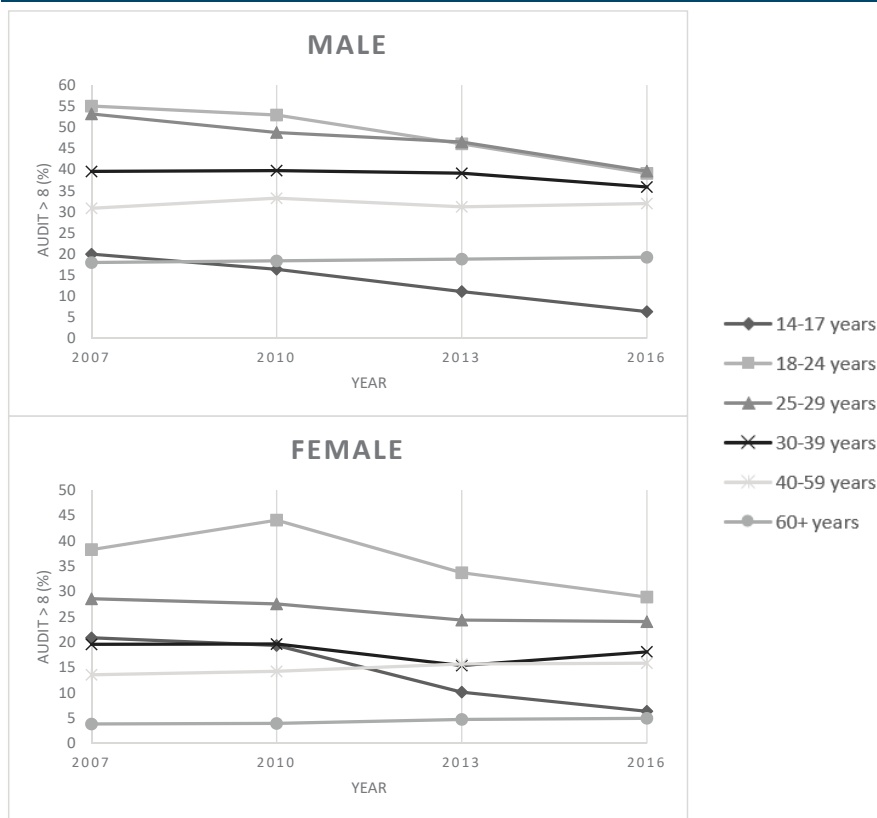 MALE
60
55
50
45
40
35
30
25
20
15
10
5
0
AUDIT > 8 (%)
2007 2010 2013 2016
YEAR
FEMALE
50
45
40
35
30
25
20
15
10
5
0
AUDIT > 8 (%)
2007 2010 2013 2016
YEAR
14-17 years
18-24 years
25-29 years
30-39 years
40-59 years
60+ years